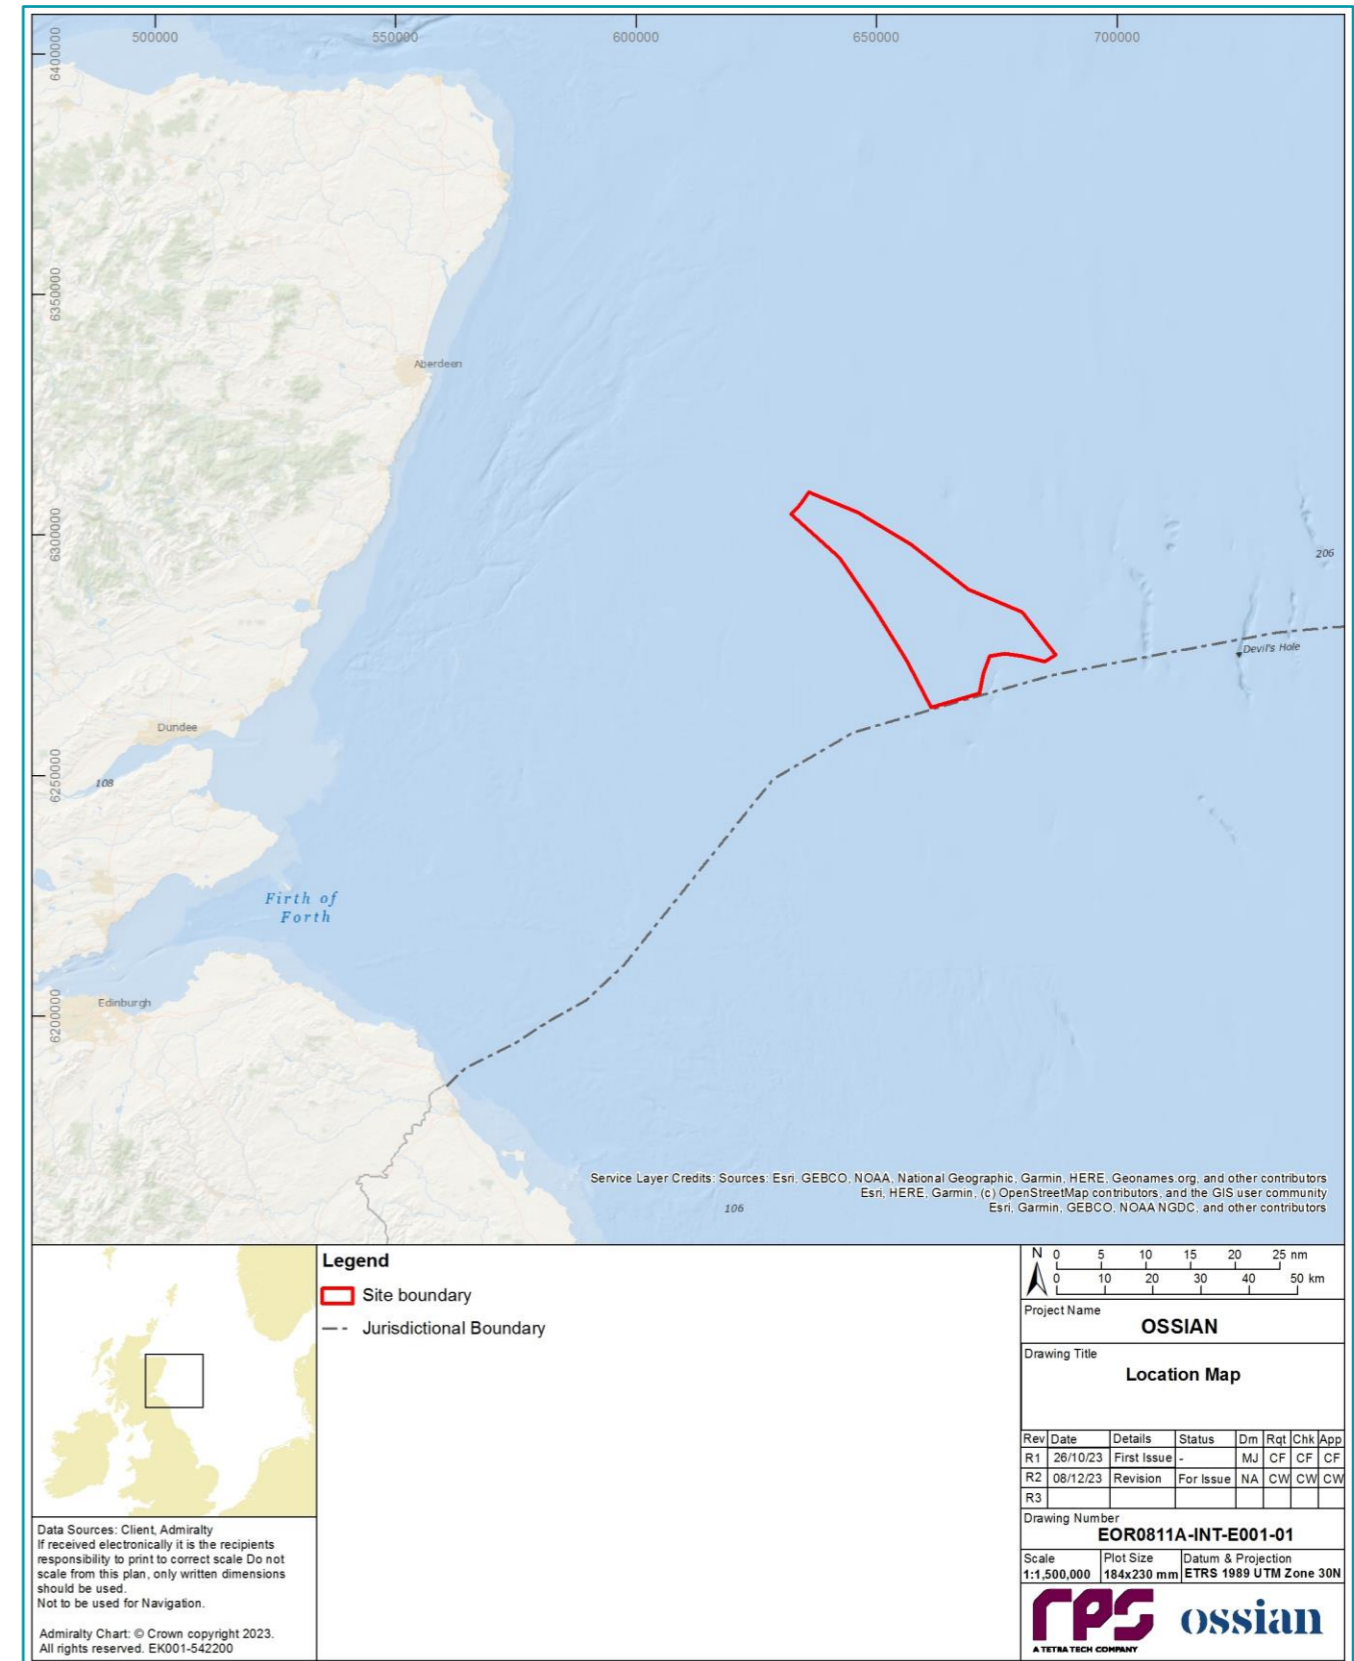 500000 550000 600000 650000 700000
6400000
6350000
Aberdeen
6300000
206
Devil's Hole
Dundee
6250000
108
Firth of
Forth
6200000
Edinburgh
Service Layer Credits: Sources: Esri, GEBCO, NOAA, National Geographic, Garmin, HERE, Geonames.org, and other contributors
Esri, HERE, Garmin, (c) OpenStreetMap contributors, and the GIS user community
Esri, Garmin, GEBCO, NOAA NGDC, and other contributors
106
Legend
Site boundary
Jurisdictional Boundary
Data Sources: Client, Admiralty
If received electronically it is the recipients
responsibility to print to correct scale Do not
scale from this plan, only written dimensions
should be used.
Not to be used for Navigation.
Admiralty Chart: © Crown copyright 2023.
All rights reserved. EK001-542200
N 0 5 10 15 20 25 nm
0 10 20 30 40 50 km
Project Name
OSSIAN
Drawing Title
Location Map
Rev Date Details Status Drn Rqt Chk App
R1 26/10/23 First Issue - MJ CF CF CF
R2 08/12/23 Revision For Issue NA CW CW CW
R3
Drawing Number
EOR0811A-INT-E001-01
Scale Plot Size Datum & Projection
1:1,500,000 184x230 mm ETRS 1989 UTM Zone 30N
rps ossian
A TETRA TECH COMPANY